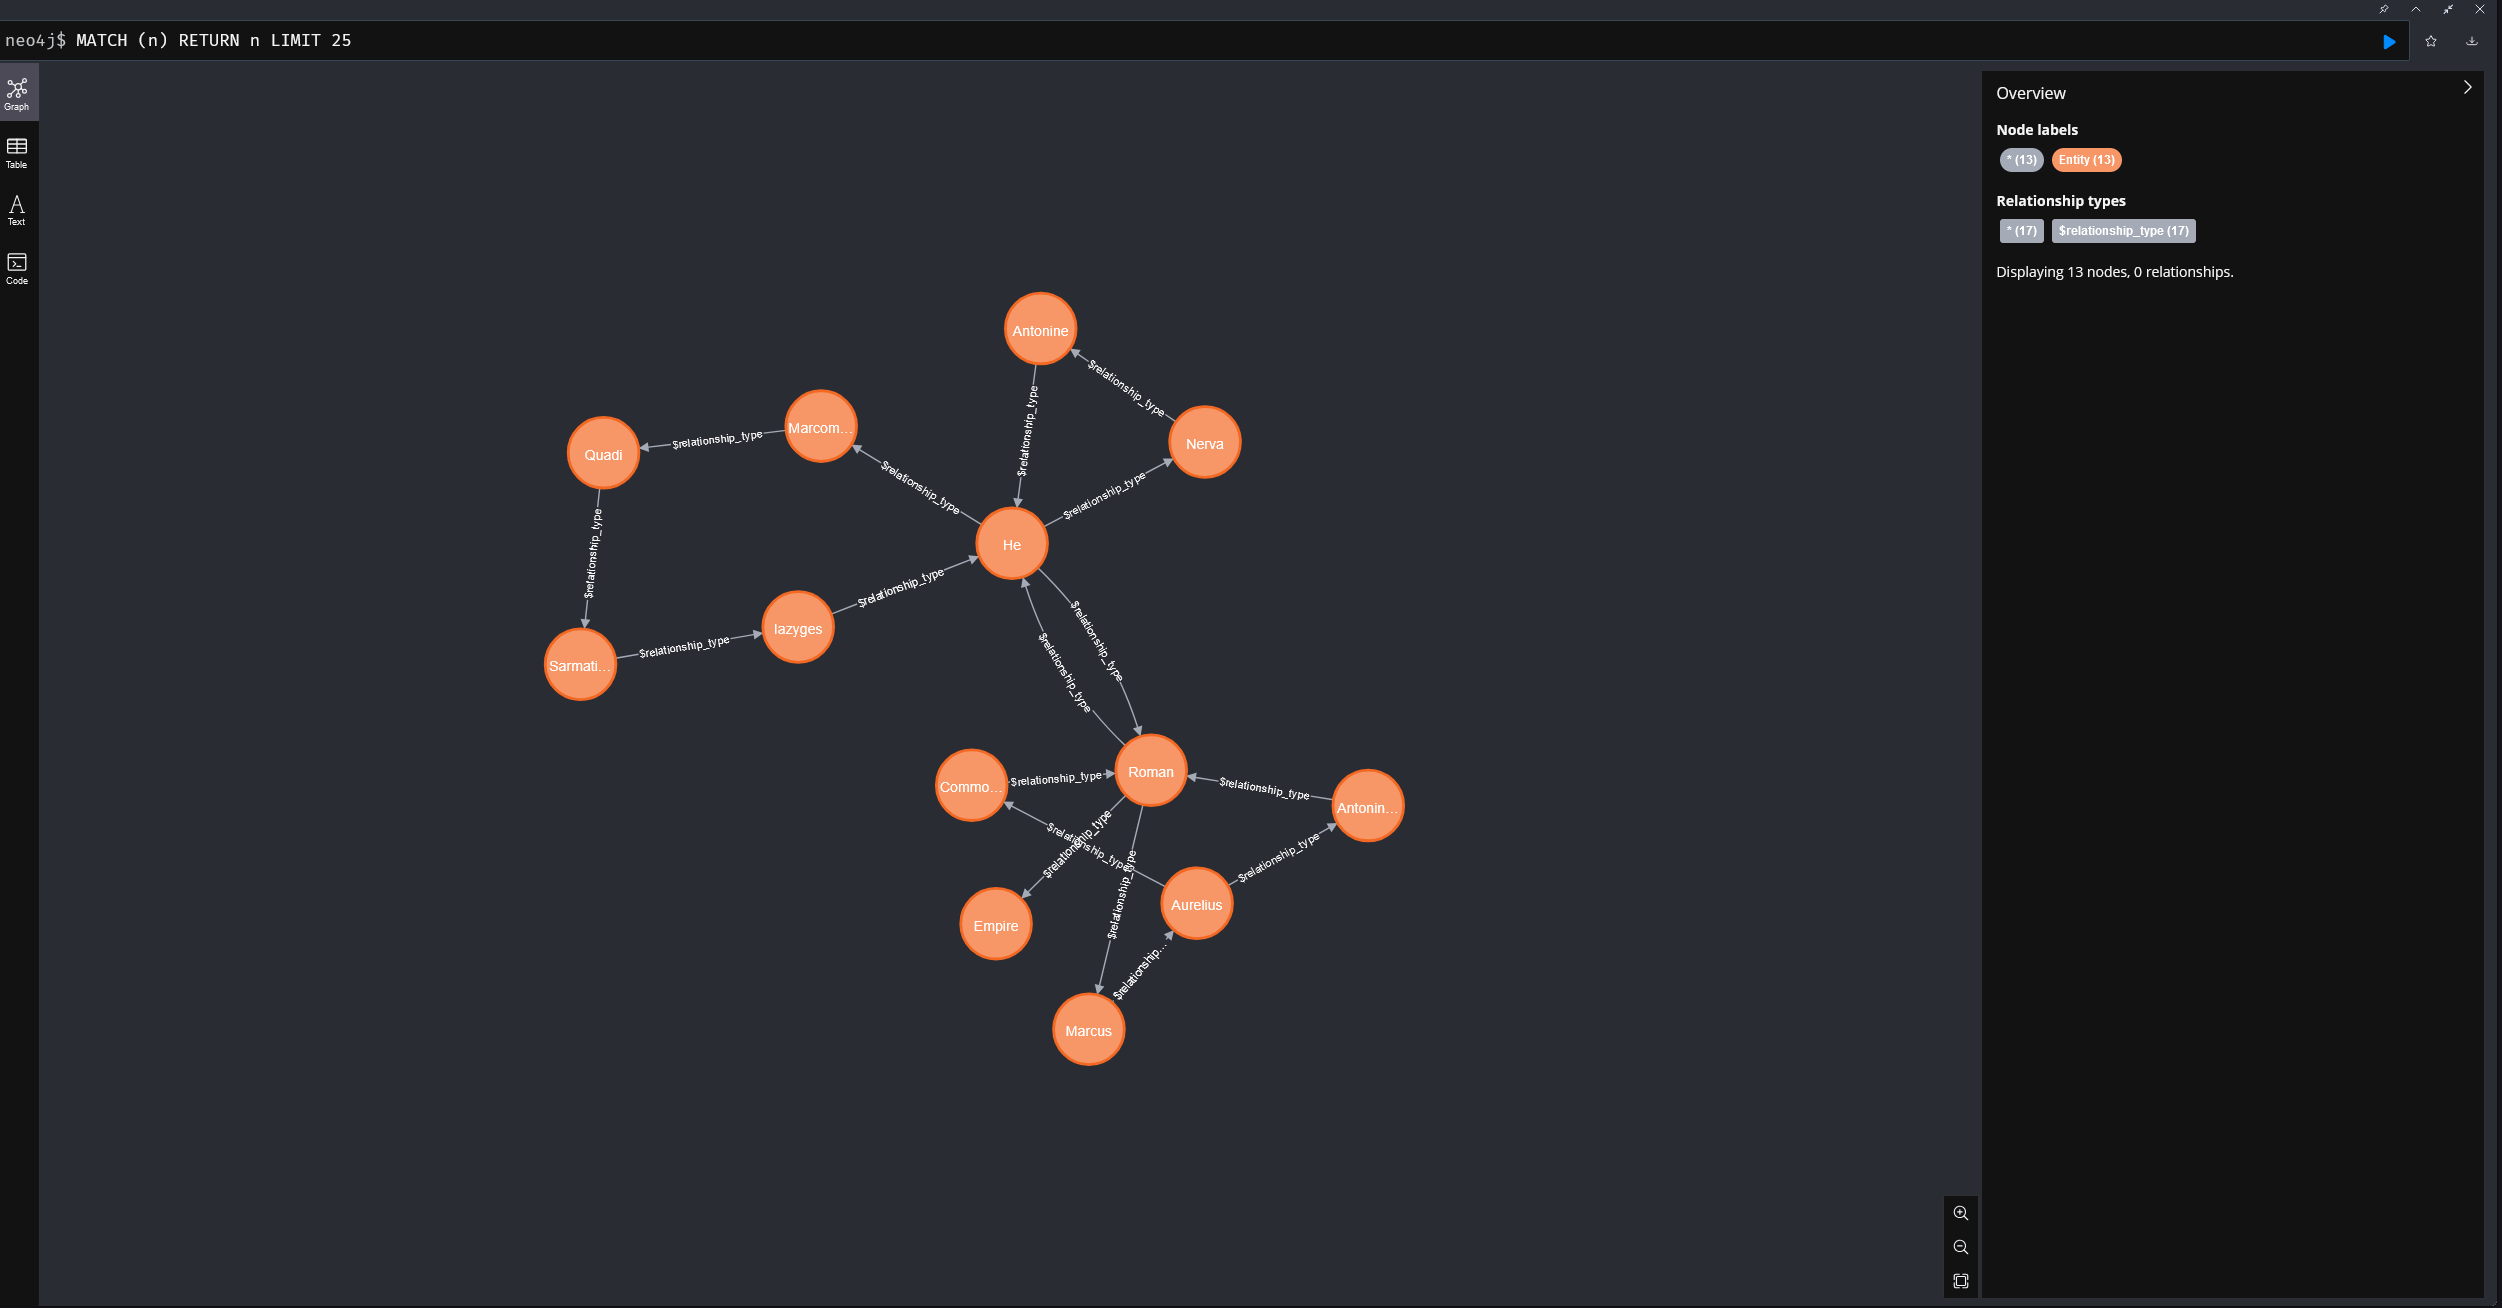 neo4j$ MATCH (n) RETURN n LIMIT 25
Graph
Table
Text
Code
Overview
Node labels
* (13) Entity (13)
Relationship types
* (17) $relationship_type (17)
Displaying 13 nodes, 0 relationships.
Antonine
$relationship_type
$relationship_type
Marcom...
$relationship_type
Quadi
Nerva
$relationship_type
$relationship_type
He
$relationship_type
$relationship_type
Iazyges
$relationship_type
Sarmati...
$relationship_type
$relationship_type
Roman
Commo...
$relationship_type
$relationship_type
Antonin...
$relationship_type
$relationship_type
$relationship_type
$relationship_type
Aurelius
Empire
$relationship...
Marcus